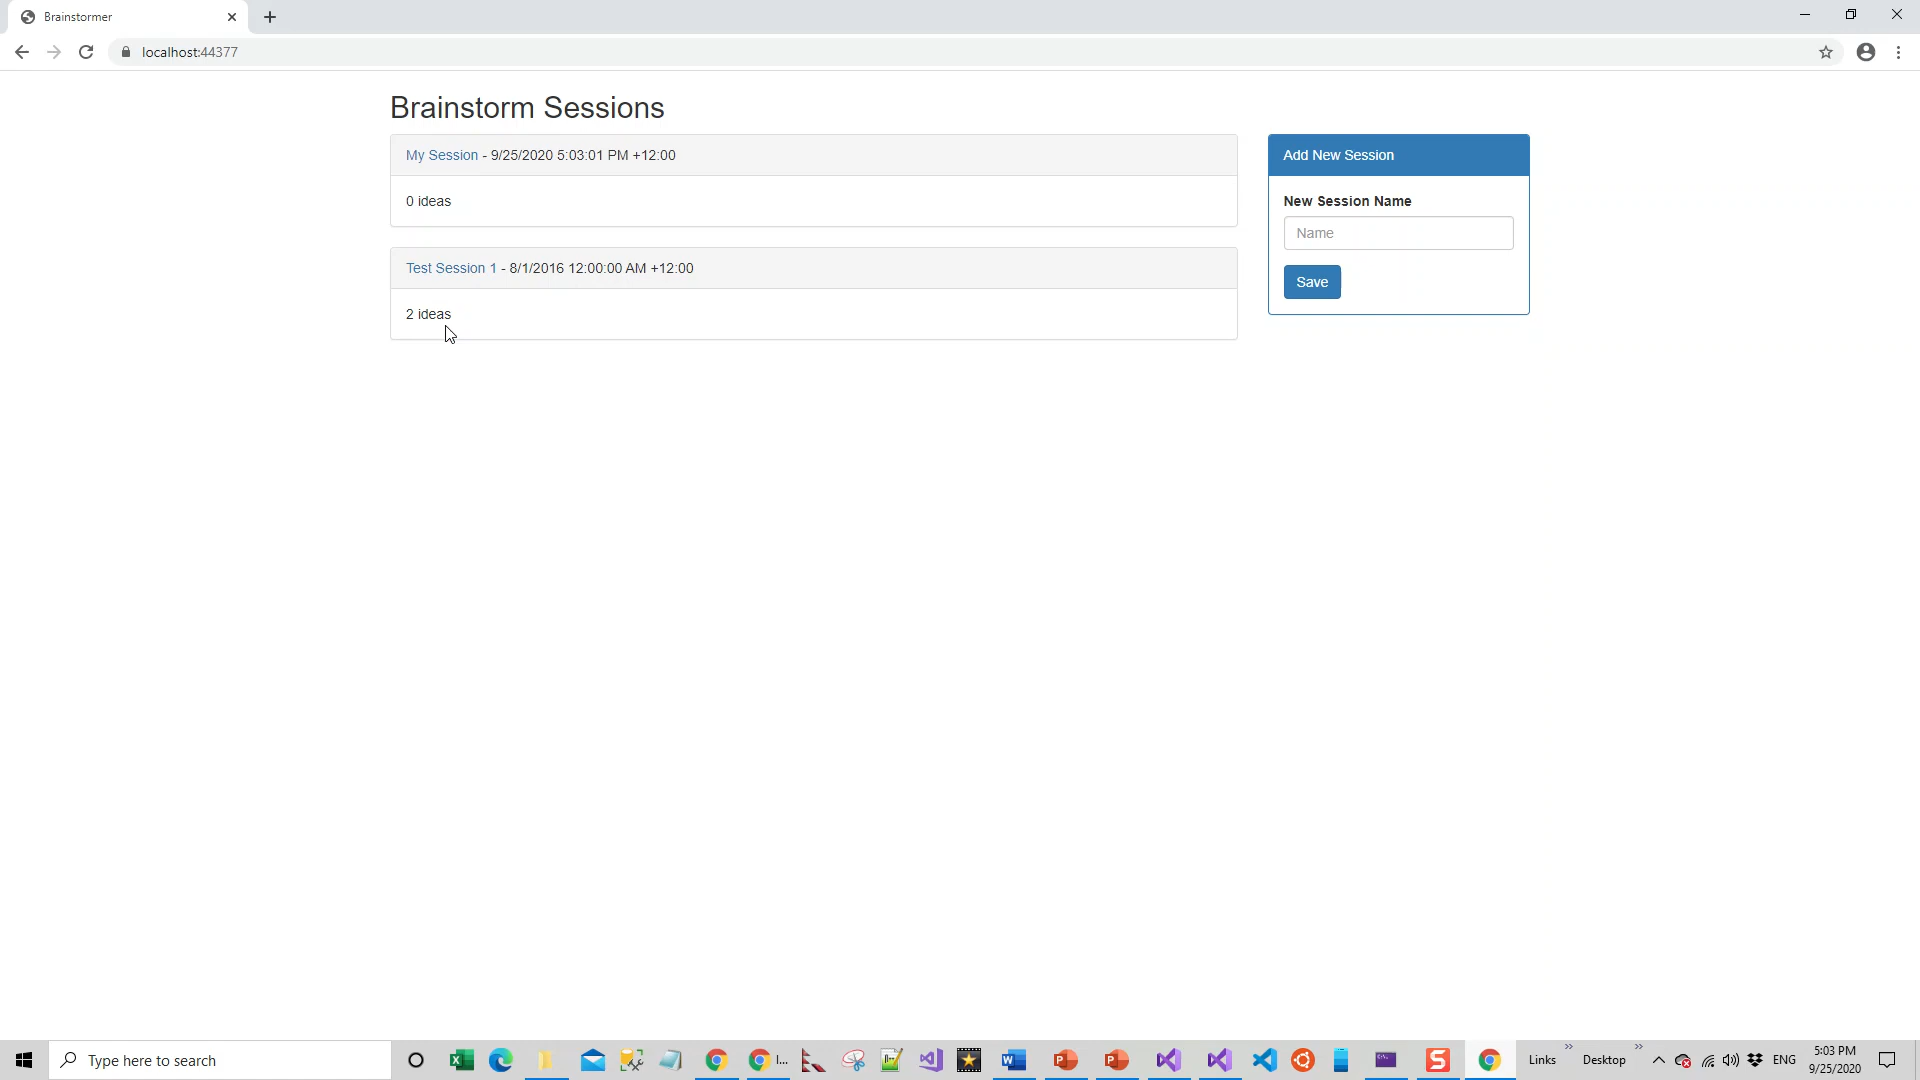 Brainstormer
localhost:44377
Brainstorm Sessions
My Session - 9/25/2020 5:03:01 PM +12:00
0 ideas
Test Session 1 - 8/1/2016 12:00:00 AM +12:00
2 ideas
Add New Session
New Session Name
Name
Save
Type here to search
I...
Links
Desktop
ENG
5:03 PM
9/25/2020